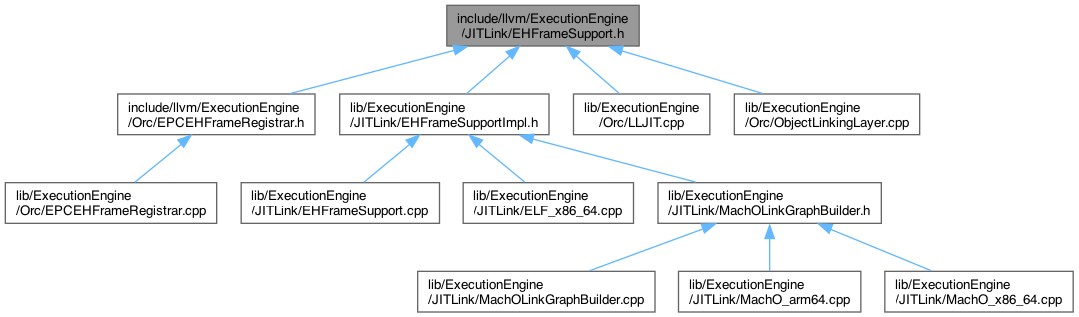 include/llvm/ExecutionEngine
/JITLink/EHFrameSupport.h
include/llvm/ExecutionEngine
/Orc/EPCEHFrameRegistrar.h
lib/ExecutionEngine
/JITLink/EHFrameSupportImpl.h
lib/ExecutionEngine
/Orc/LLJIT.cpp
lib/ExecutionEngine
/Orc/ObjectLinkingLayer.cpp
lib/ExecutionEngine
/Orc/EPCEHFrameRegistrar.cpp
lib/ExecutionEngine
/JITLink/EHFrameSupport.cpp
lib/ExecutionEngine
/JITLink/ELF_x86_64.cpp
lib/ExecutionEngine
/JITLink/MachOLinkGraphBuilder.h
lib/ExecutionEngine
/JITLink/MachOLinkGraphBuilder.cpp
lib/ExecutionEngine
/JITLink/MachO_arm64.cpp
lib/ExecutionEngine
/JITLink/MachO_x86_64.cpp